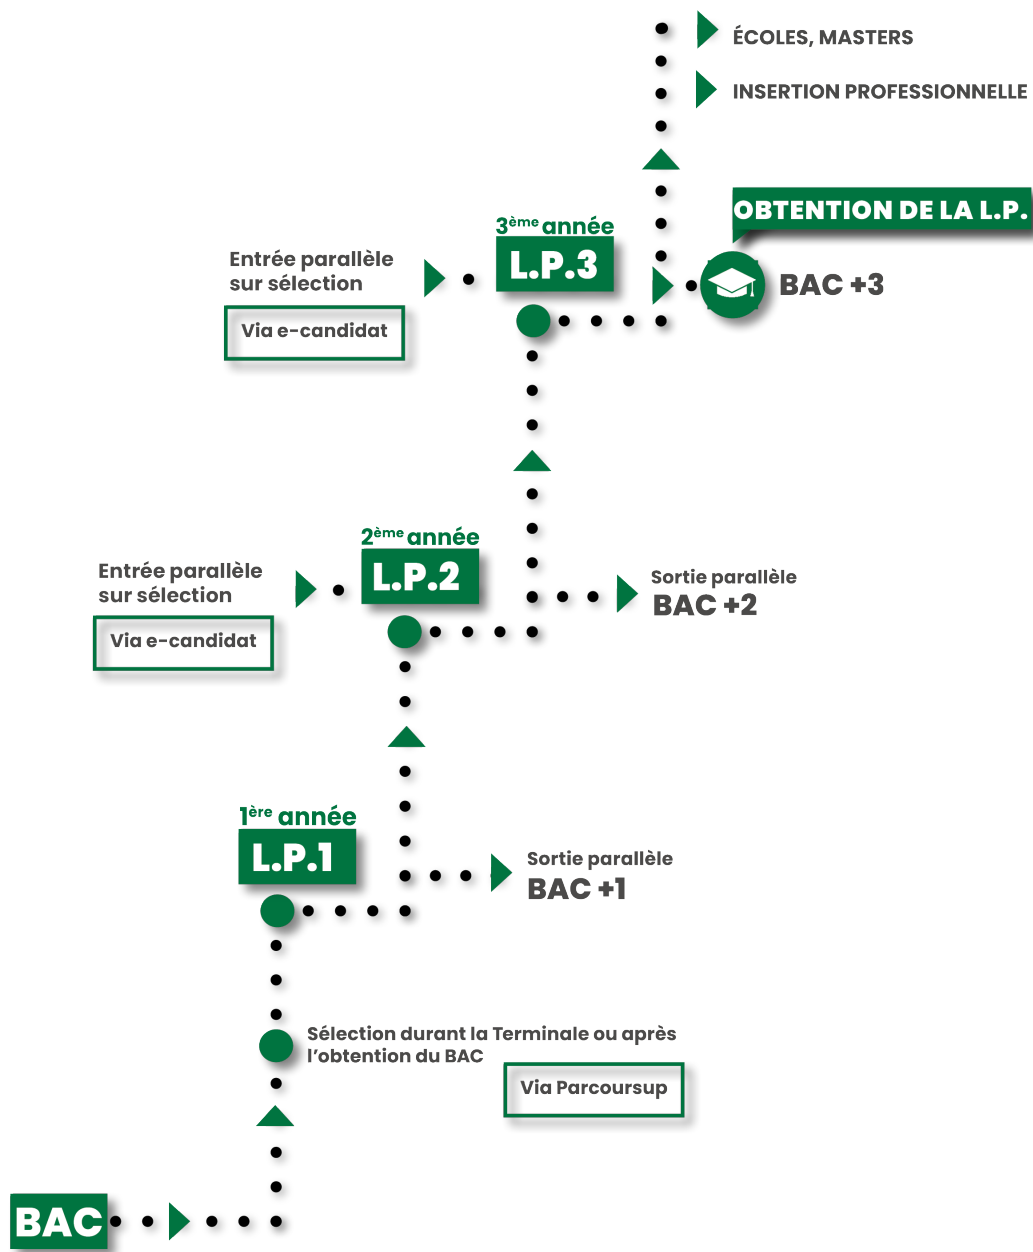 ÉCOLES, MASTERS
INSERTION PROFESSIONNELLE
OBTENTION DE LA L.P.
BAC +3
3ème année
L.P.3
Entrée parallèle
sur sélection
Via e-candidat
2ème année
L.P.2
Entrée parallèle
sur sélection
Via e-candidat
Sortie parallèle
BAC +2
1ère année
L.P.1
Sortie parallèle
BAC +1
Sélection durant la Terminale ou après
l'obtention du BAC
Via Parcoursup
BAC